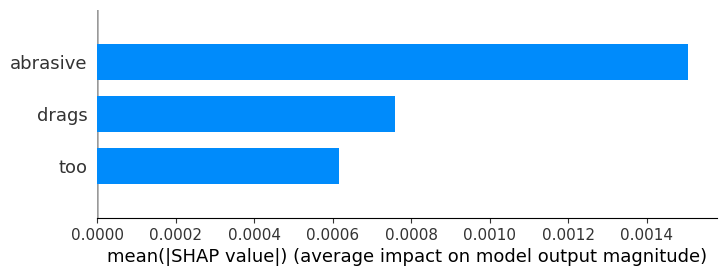 abrasive
drags
too
0.0000 0.0002 0.0004 0.0006 0.0008 0.0010 0.0012 0.0014
mean(|SHAP value|) (average impact on model output magnitude)